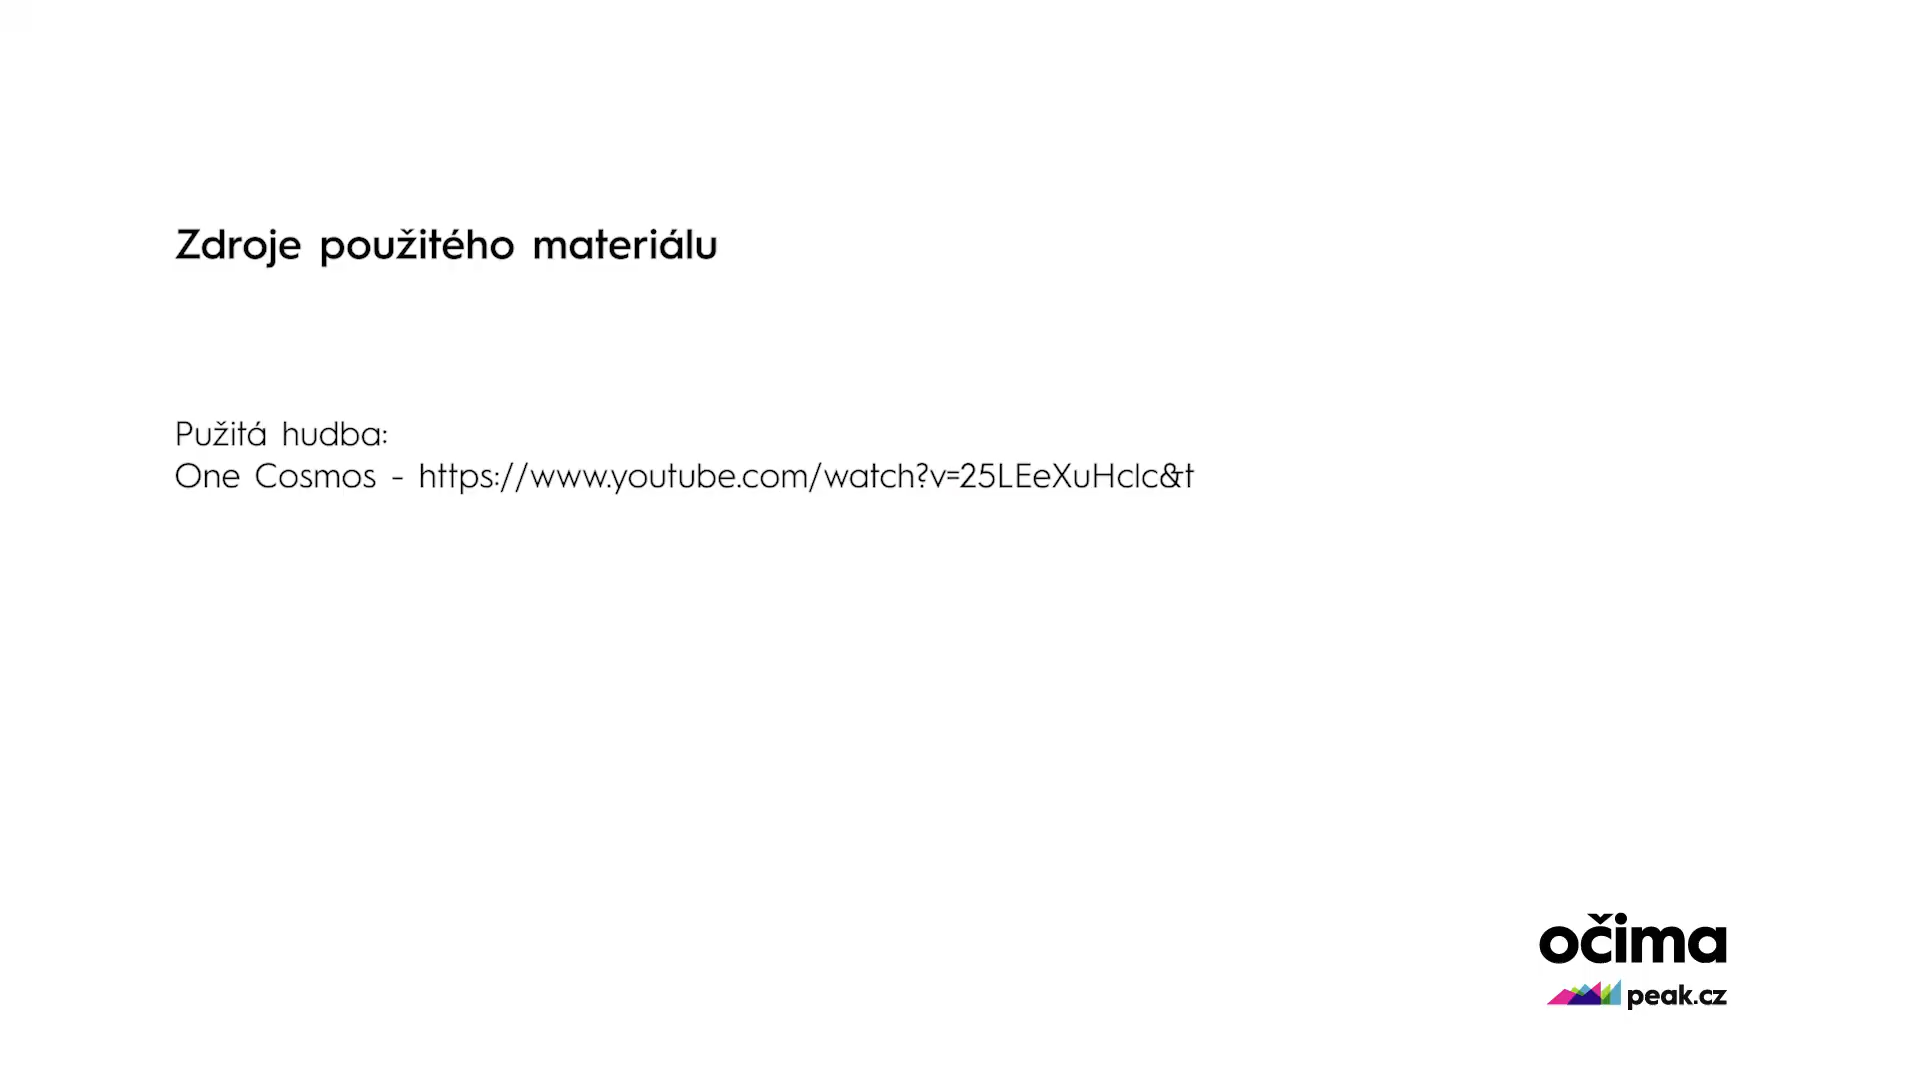 Zdroje použitého materiálu
Pužitá hudba:
One Cosmos - https://www.youtube.com/watch?v=25LEeXuHclc&t
očima
peak.cz